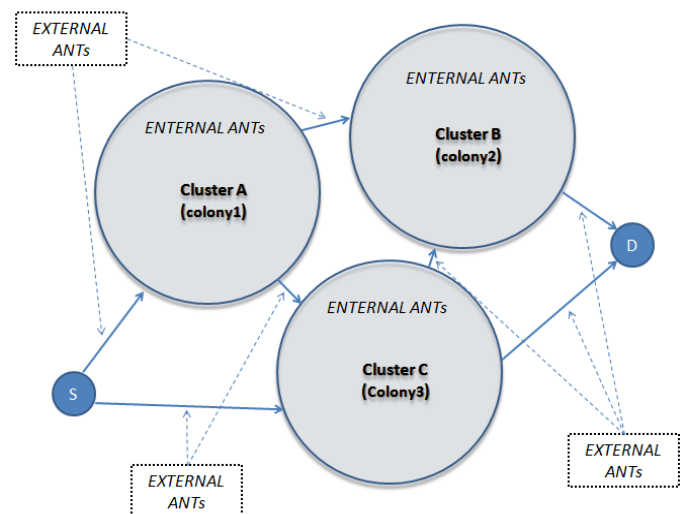 EXTERNAL
ANTs
ENTERNAL ANTs
Cluster B
(colony2)
ENTERNAL ANTs
Cluster A
(colony1)
D
ENTERNAL ANTs
Cluster C
(Colony3)
S
EXTERNAL
ANTs
EXTERNAL
ANTs